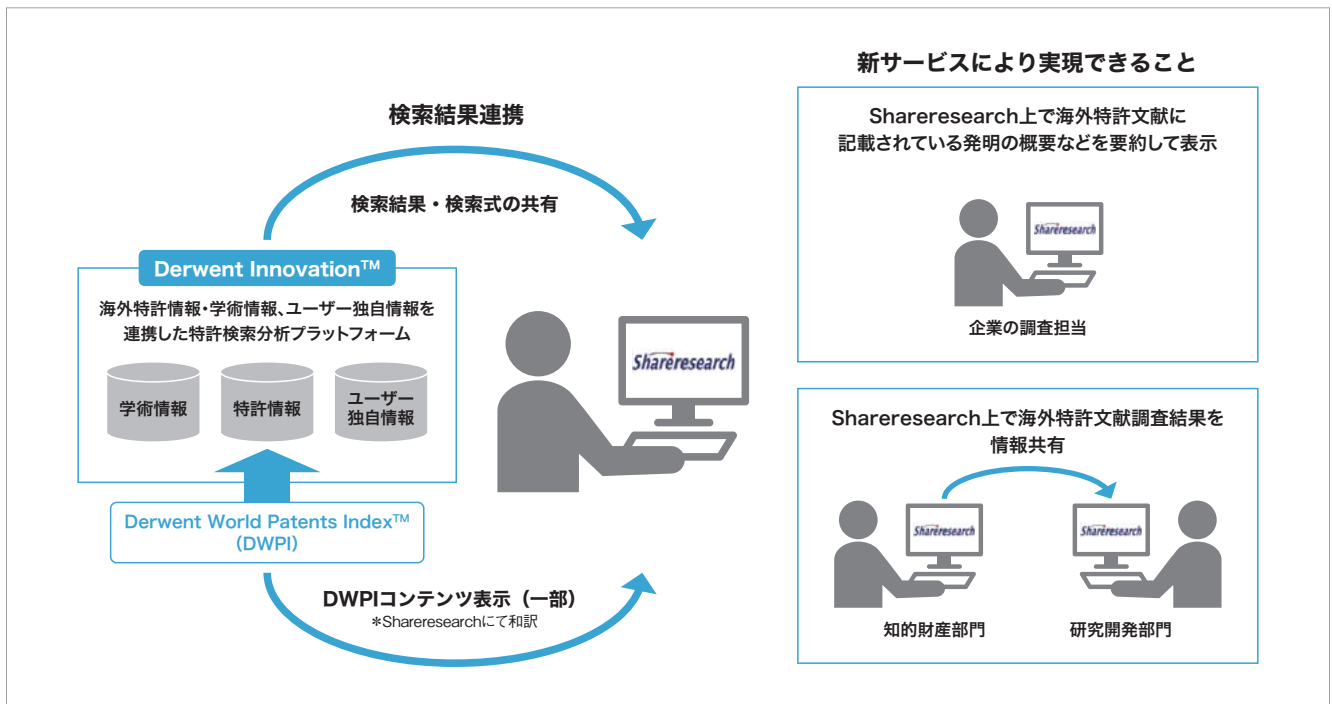 検索結果連携
検索結果・検索式の共有
Derwent Innovation™
海外特許情報・学術情報、ユーザー独自情報を
連携した特許検索分析プラットフォーム
学術情報
特許情報
ユーザー
独自情報
Derwent World Patents Index™
(DWPI)
DWPIコンテンツ表示（一部）
*Shareresearchにて和訳
Shareresearch
新サービスにより実現できること
Shareresearch上で海外特許文献に
記載されている発明の概要などを要約して表示
Shareresearch
企業の調査担当
Shareresearch上で海外特許文献調査結果を
情報共有
Shareresearch
Shareresearch
知的財産部門
研究開発部門